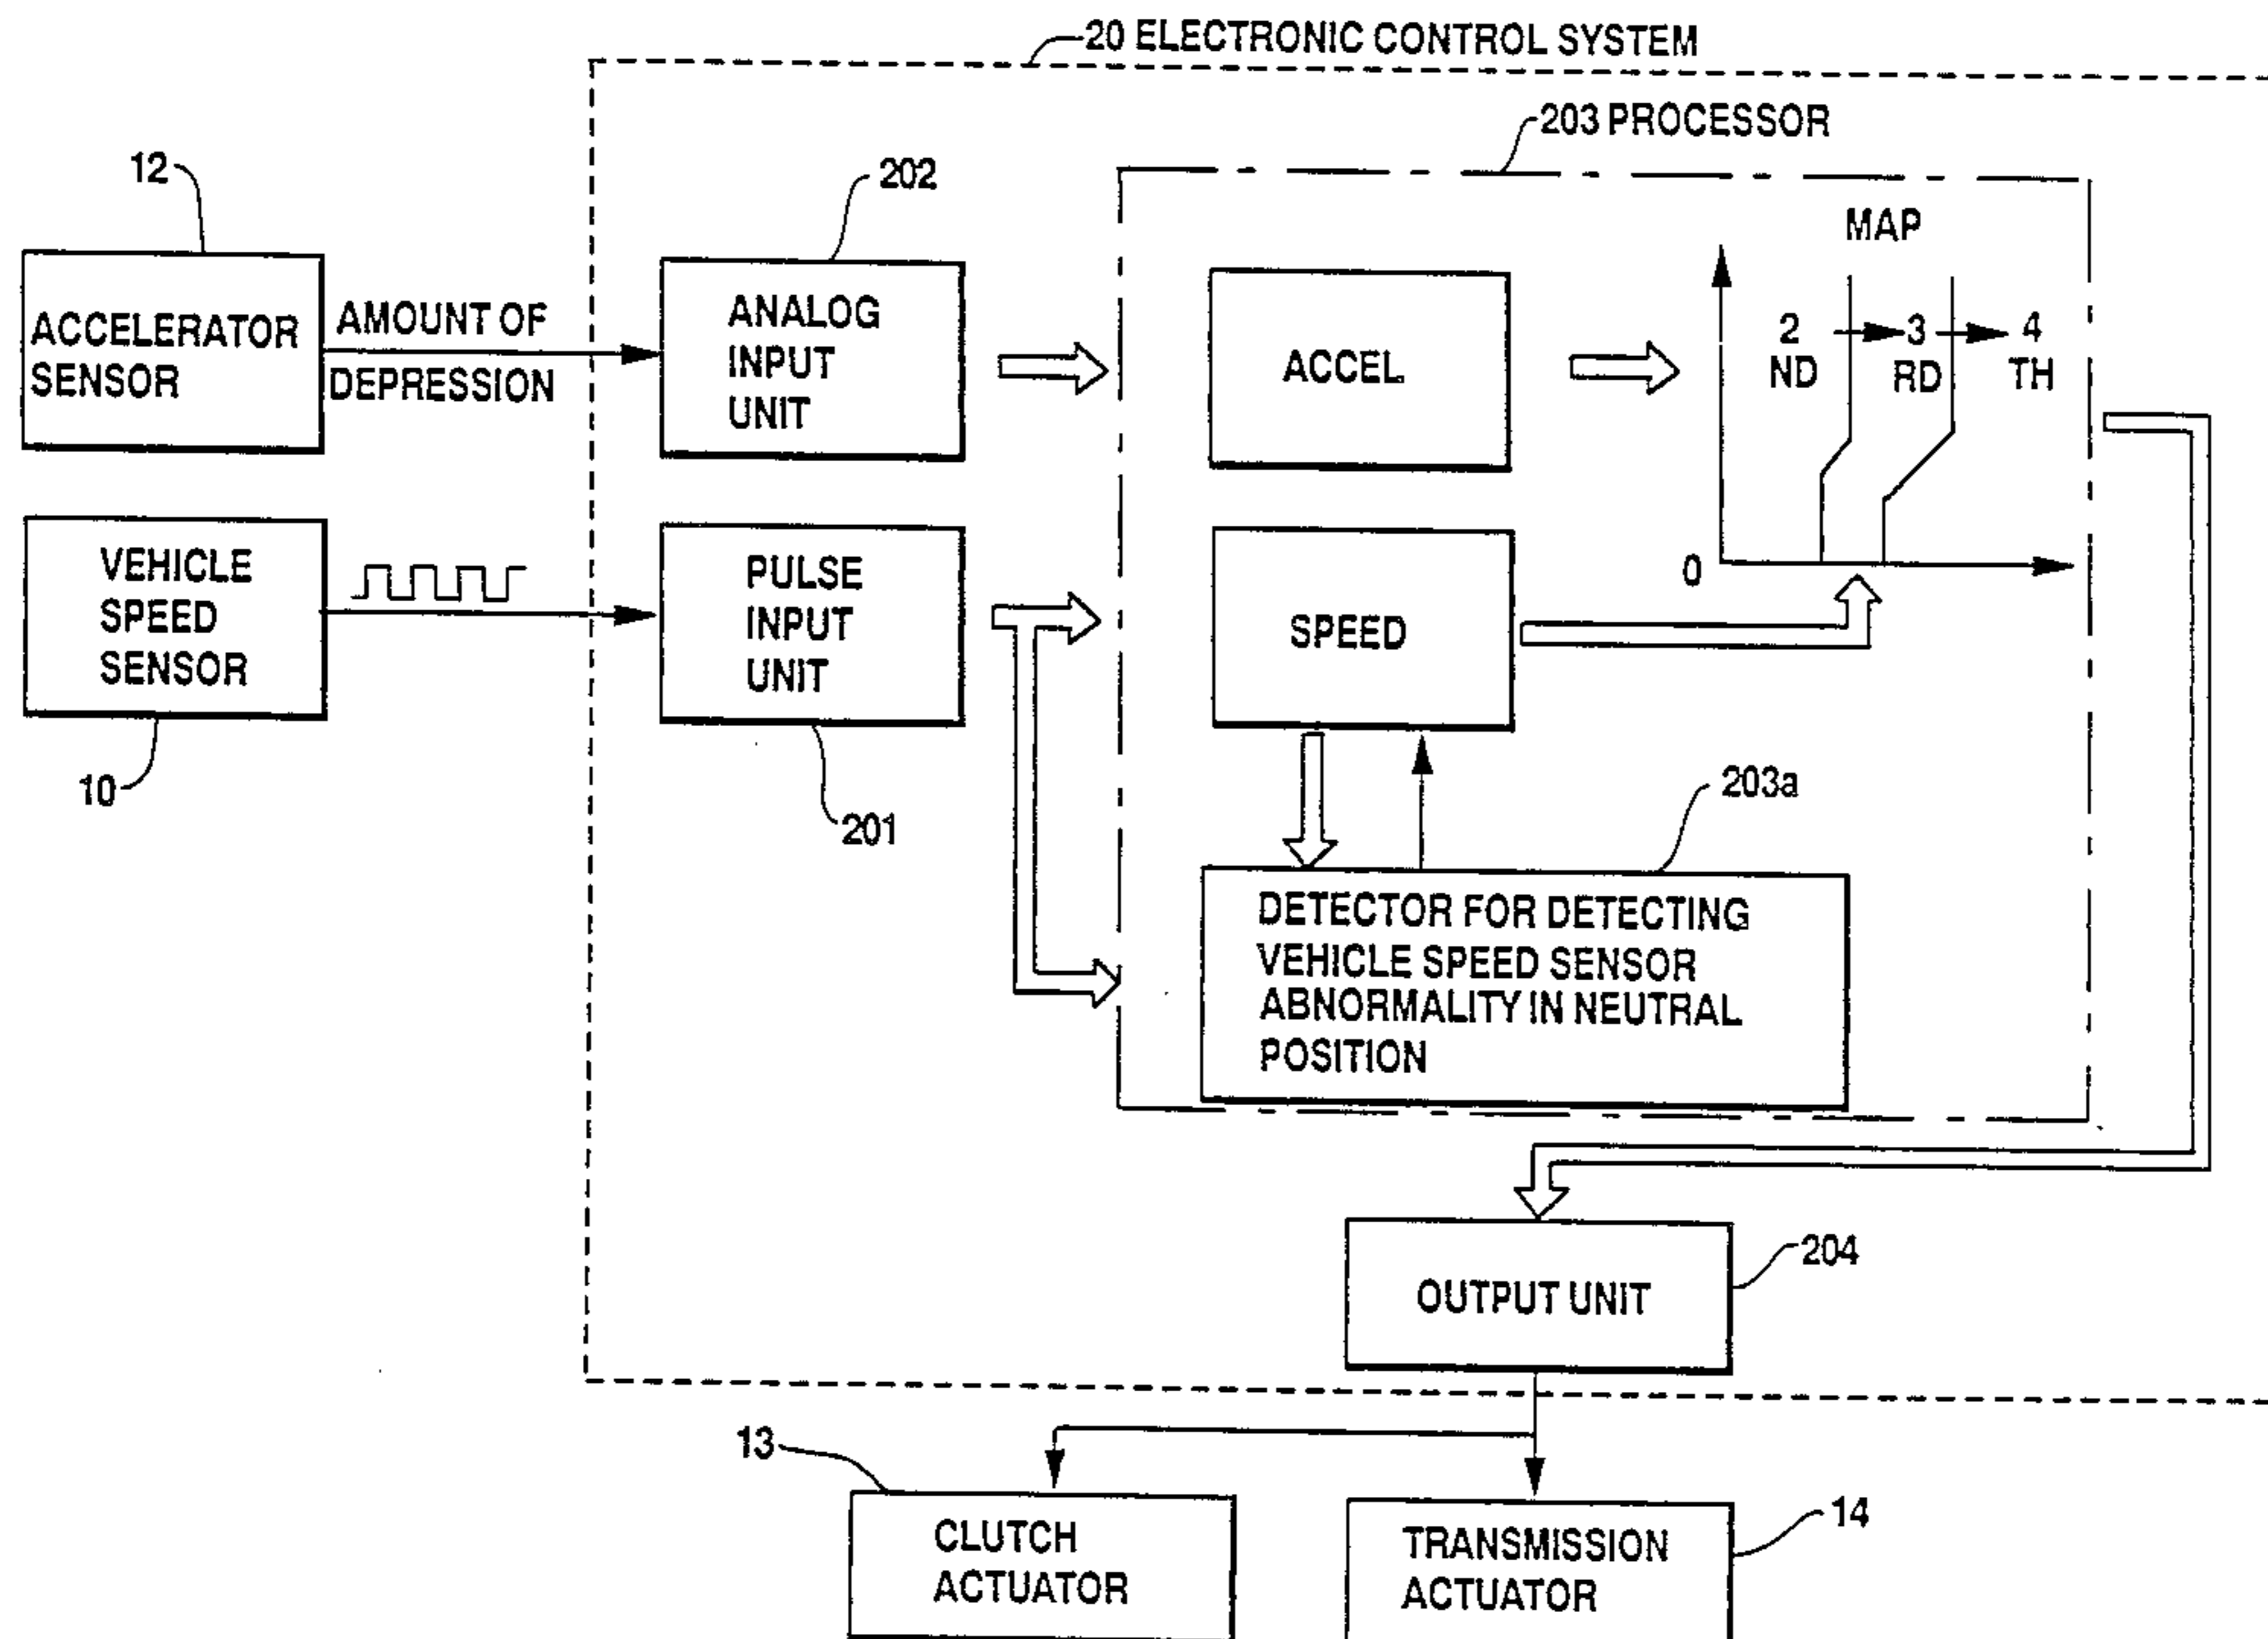 20 ELECTRONIC CONTROL SYSTEM
203 PROCESSOR
12
202
MAP
ACCELERATOR
SENSOR
AMOUNT OF
DEPRESSION
ANALOG
INPUT
UNIT
ACCEL
2
ND
3
RD
4
TH
0
VEHICLE
SPEED
SENSOR
PULSE
INPUT
UNIT
SPEED
10
201
203a
DETECTOR FOR DETECTING
VEHICLE SPEED SENSOR
ABNORMALITY IN NEUTRAL
POSITION
204
OUTPUT UNIT
13
CLUTCH
ACTUATOR
14
TRANSMISSION
ACTUATOR